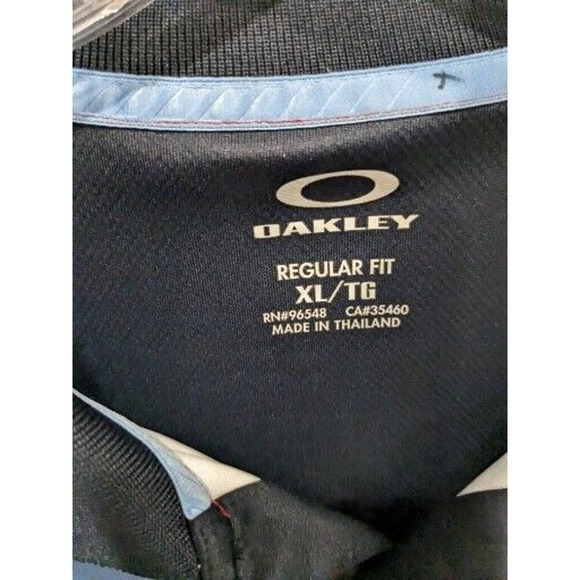 OAKLEY
REGULAR FIT
XL/TG
RN#96548 CA#35460
MADE IN THAILAND